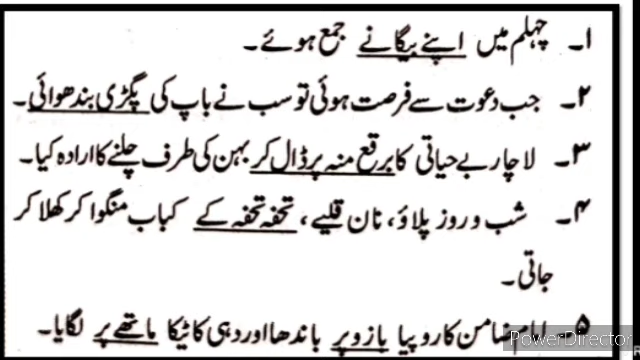 ۱۔ چہلم میں اپنے بیگانے جمع ہوئے۔
۲۔ جب دعوت سے فرصت ہوئی تو سب نے باپ کی پگڑی بندھوائی۔
۳۔ لاچار بے حیائی کا برقع منہ پر ڈال کر بہن کی طرف چلنے کا ارادہ کیا۔
۴۔ شب و روز پلاؤ، نان قلیے، تحفہ تحفہ کے کباب منگوا کر کھلا کر
جاتی۔
۵۔ امام ضامن کا روپیا بازو پر باندھا اور دہی کا ٹیکا ماتھے پر لگایا۔
PowerDirector